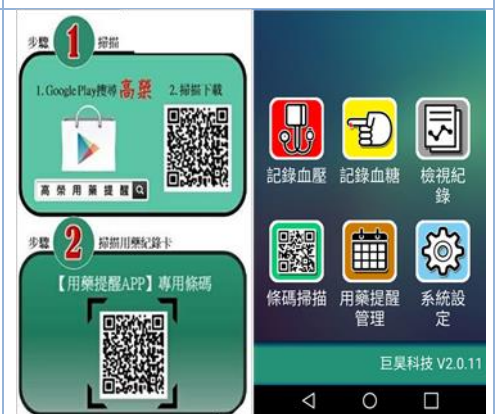 步驟 1 掃描
1. Google Play搜尋 高榮 2. 掃描下載
高榮用藥提醒
步驟 2 掃描用藥紀錄卡
【用藥提醒APP】專用條碼
記錄血壓 記錄血糖 檢視紀
錄
條碼掃描 用藥提醒 系統設
管理 定
巨昊科技 V2.0.11